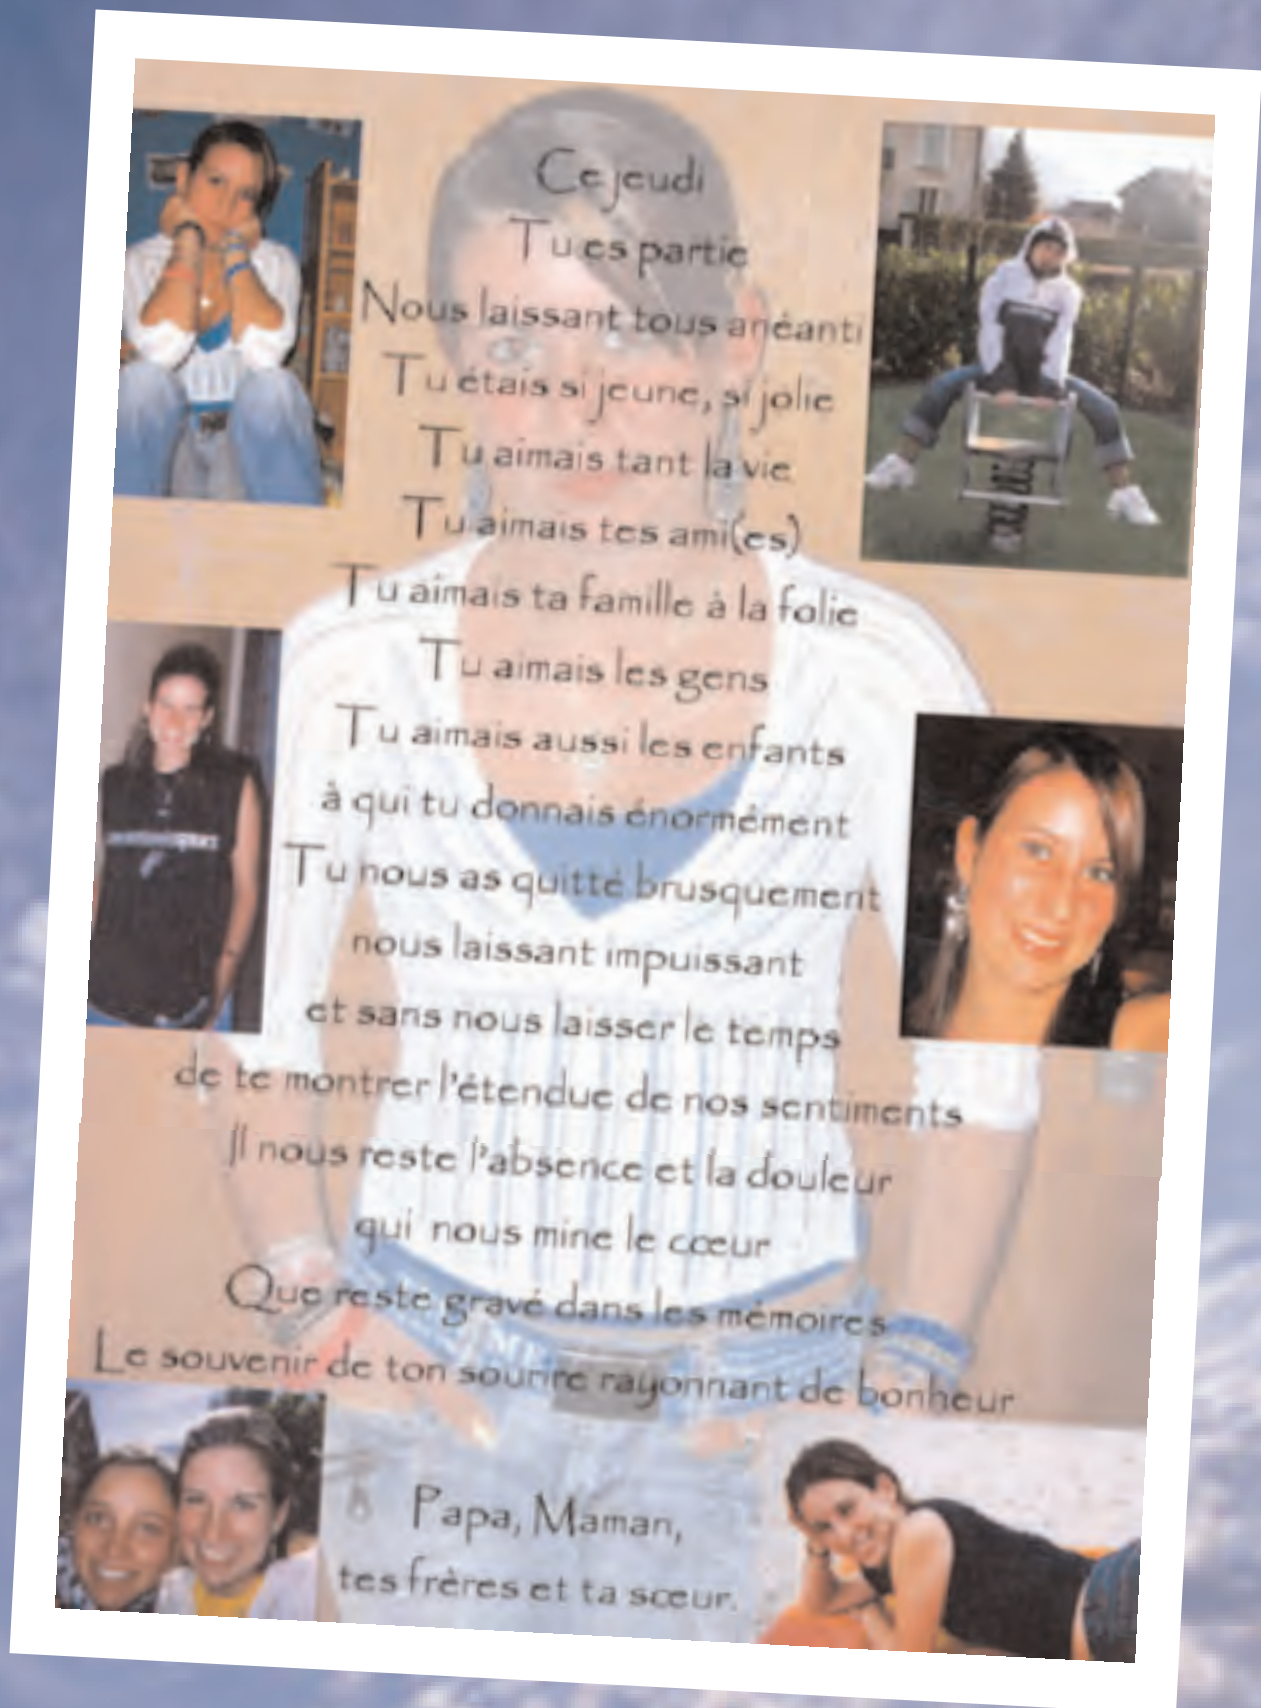 Ce jeudi
Tu es partie
Nous laissant tous anéanti
Tu étais si jeune, si jolie
Tu aimais tant la vie
Tu aimais tes ami(es)
Tu aimais ta famille à la folie
Tu aimais les gens
Tu aimais aussi les enfants
à qui tu donnais énormément
Tu nous as quitté brusquement
nous laissant impuissant
et sans nous laisser le temps
de te montrer l'étendue de nos sentiments
Il nous reste l'absence et la douleur
qui nous mine le cœur
Que reste gravé dans les mémoires
Le souvenir de ton sourire rayonnant de bonheur
Papa, Maman,
tes frères et ta sœur.